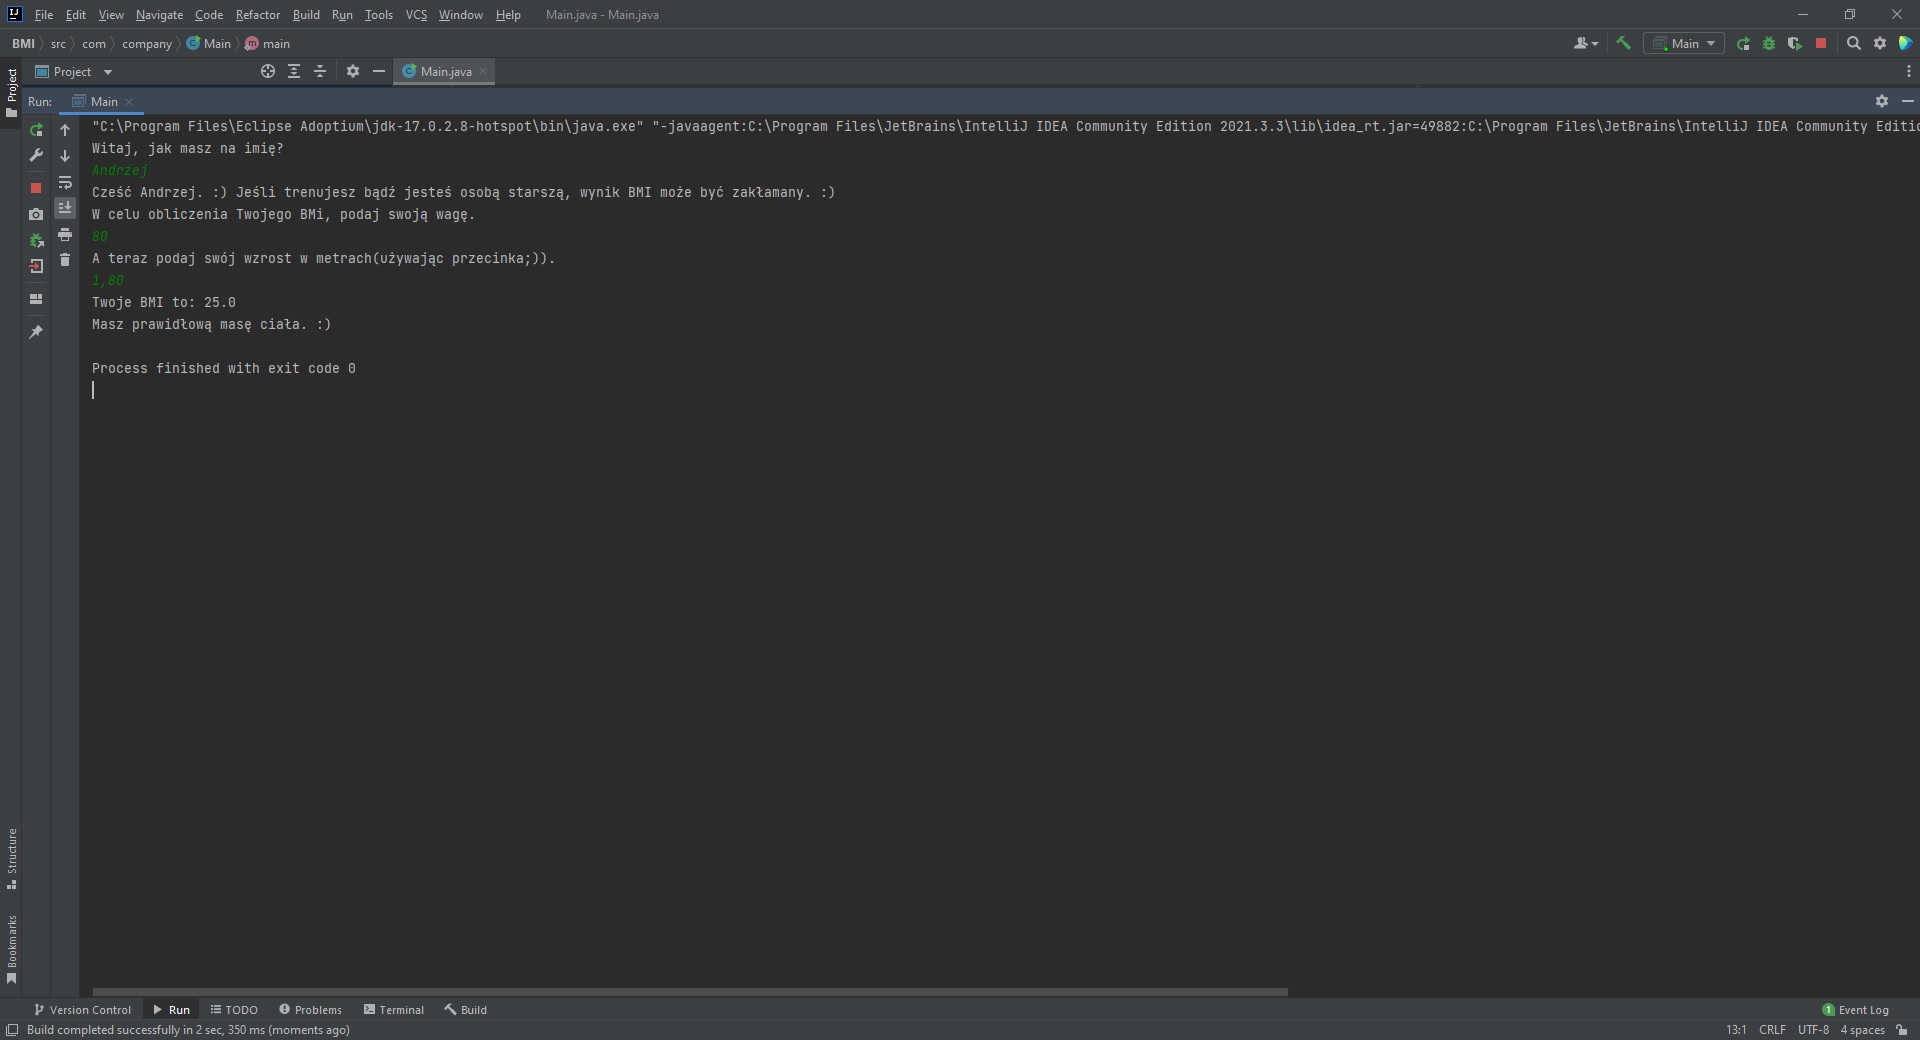 File Edit View Navigate Code Refactor Build Run Tools VCS Window Help Main.java - Main.java
BMI src com company Main main Main
Project Main.java
Run: Main
"C:\Program Files\Eclipse Adoptium\jdk-17.0.2.8-hotspot\bin\java.exe" "-javaagent:C:\Program Files\JetBrains\IntelliJ IDEA Community Edition 2021.3.3\lib\idea_rt.jar=49882:C:\Program Files\JetBrains\IntelliJ IDEA Community Editio
Witaj, jak masz na imię?
Andrzej
Cześć Andrzej. :) Jeśli trenujesz bądź jesteś osobą starszą, wynik BMI może być zakłamany. :)
W celu obliczenia Twojego BMi, podaj swoją wagę.
80
A teraz podaj swój wzrost w metrach(używając przecinka;)).
1,80
Twoje BMI to: 25.0
Masz prawidłową masę ciała. :)
Process finished with exit code 0
Project
Structure
Bookmarks
Version Control Run TODO Problems Terminal Build 1 Event Log
Build completed successfully in 2 sec, 350 ms (moments ago) 13:1 CRLF UTF-8 4 spaces